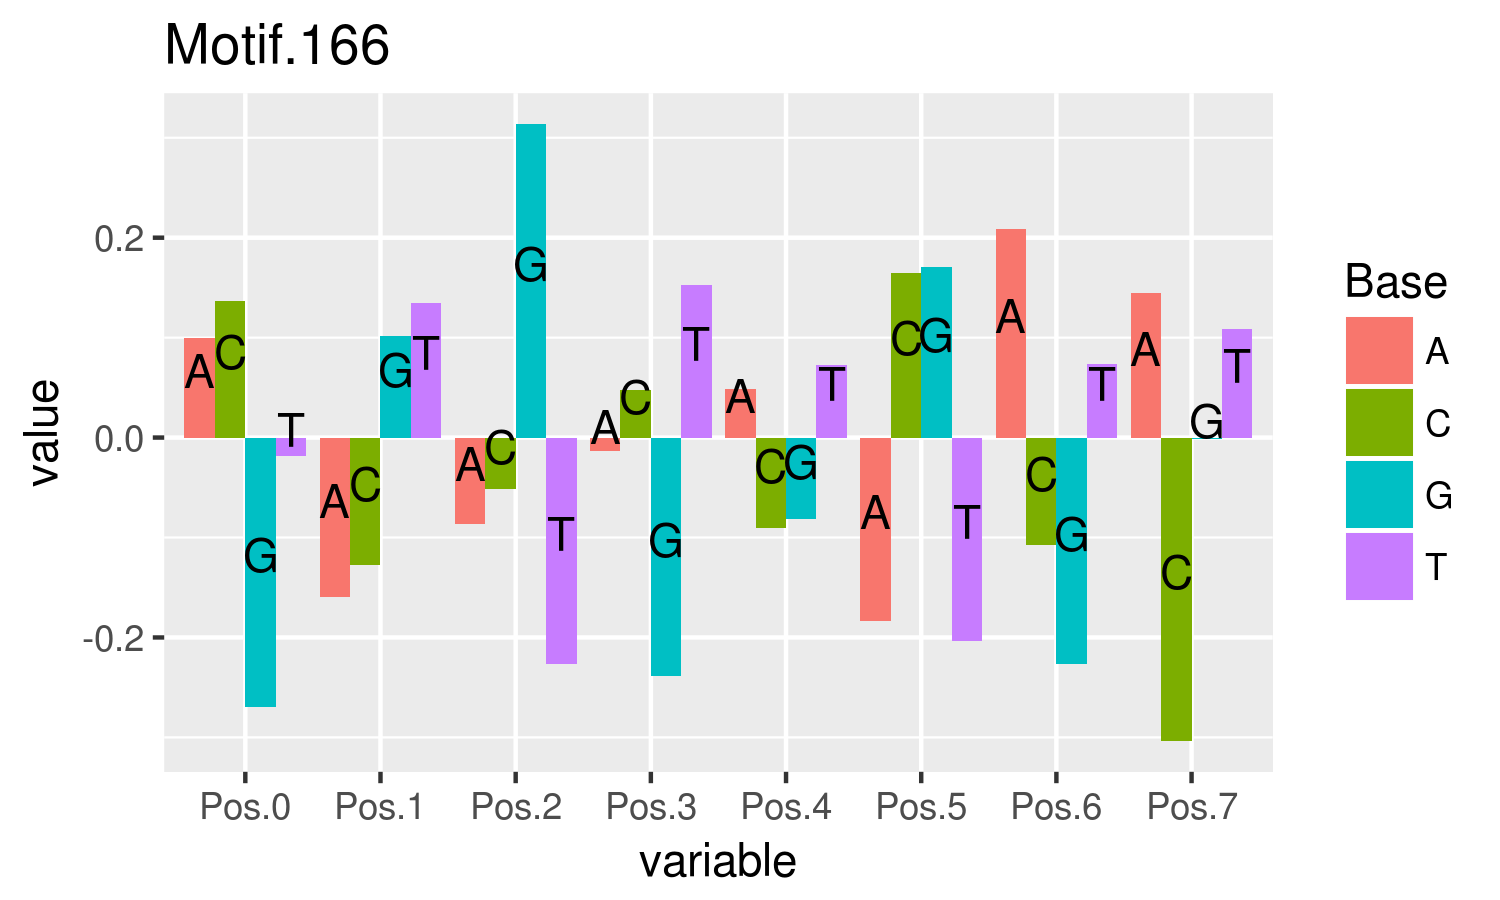 Motif.166
value
0.2
0.0
-0.2
A C G T
A C G T
A C G T
A C G T
A C G T
A C G T
A C G T
A C G T
Pos.0 Pos.1 Pos.2 Pos.3 Pos.4 Pos.5 Pos.6 Pos.7
variable
Base
A
C
G
T